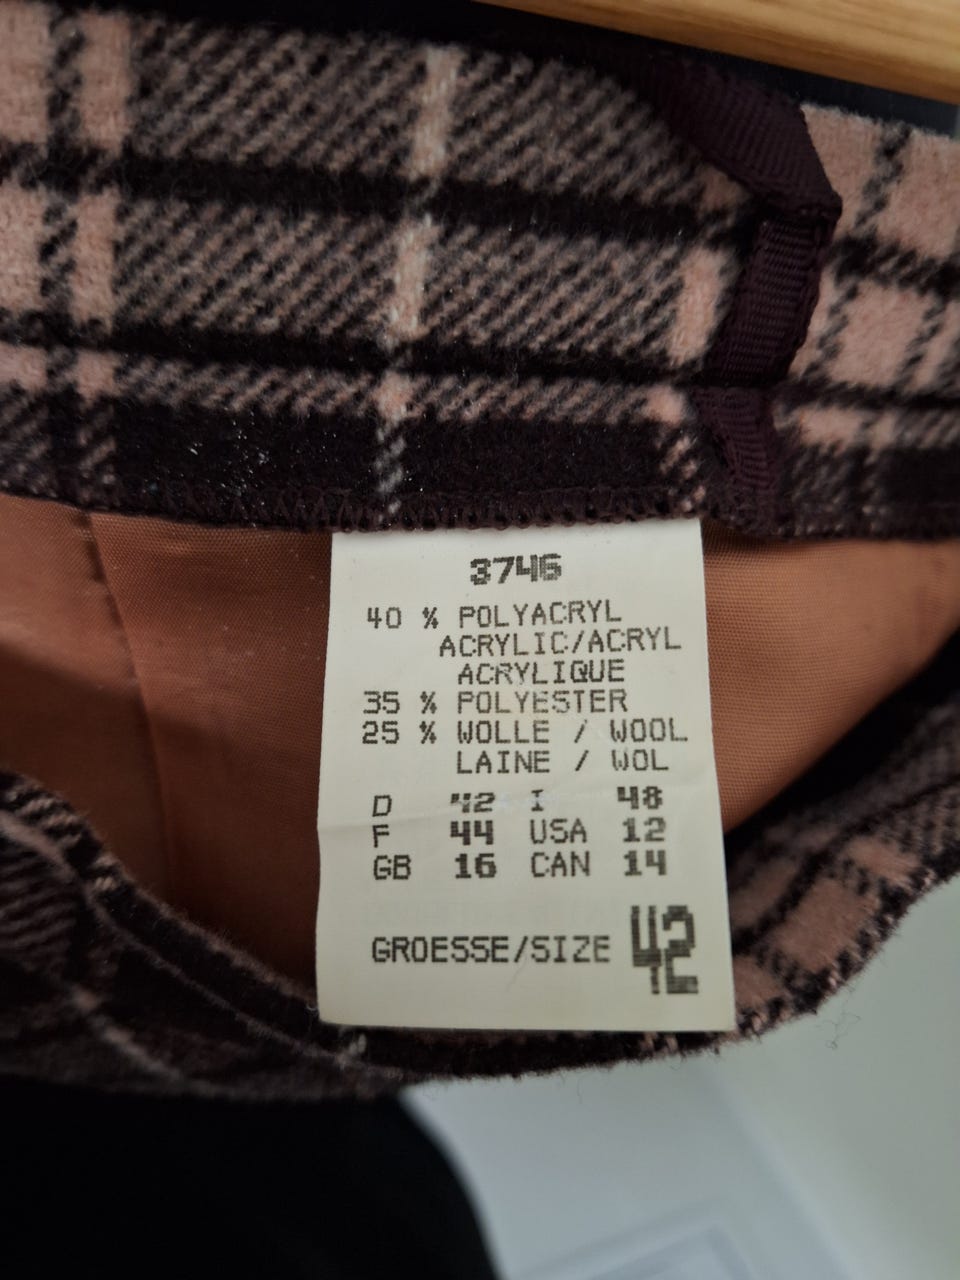 3746
40 % POLYACRYL
ACRYLIC/ACRYL
ACRYLIQUE
35 % POLYESTER
25 % WOLLE / WOOL
LAINE / WOL
D 42 I 48
F 44 USA 12
GB 16 CAN 14
GROESSE/SIZE 42